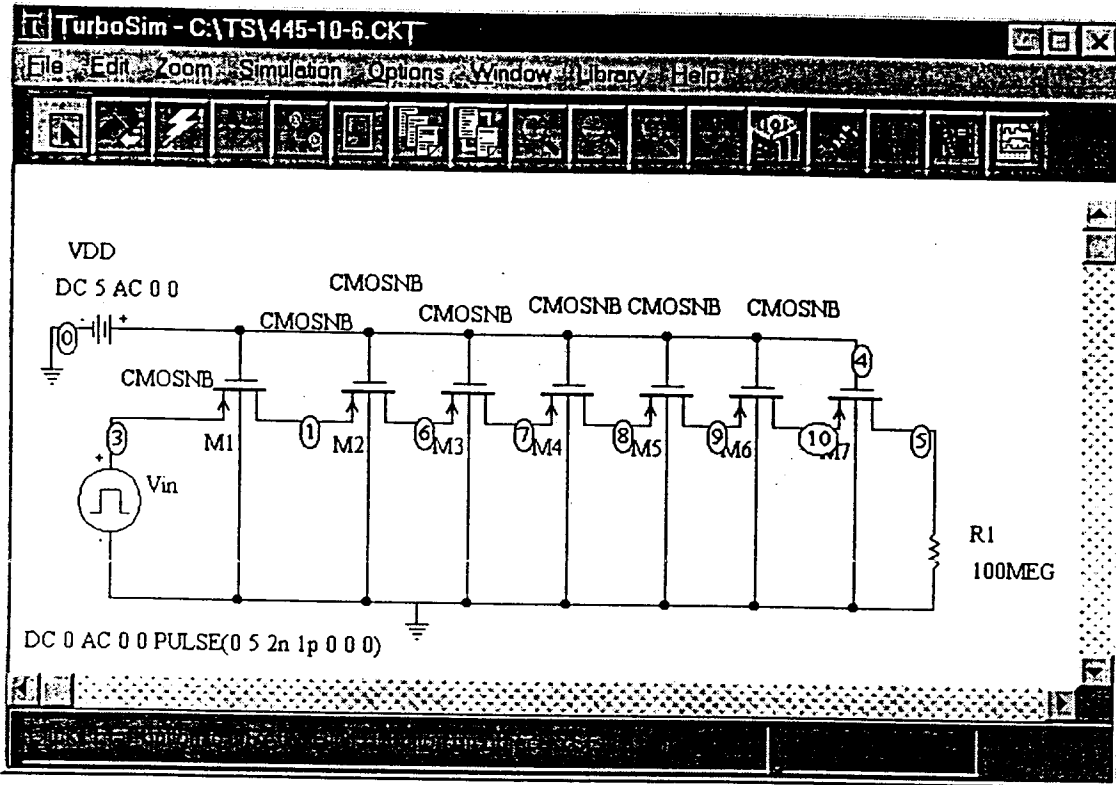 TurboSim - C:\TS\445-10-6.CKT
File Edit Zoom Simulation Options Window Library Help
VDD
DC 5 AC 0 0
CMOSNB
CMOSNB
CMOSNB
CMOSNB CMOSNB
CMOSNB
CMOSNB
- +
0
4
3
M1
1
M2
6
M3
7
M4
8
M5
9
M6
10
M7
5
+
Vin
-
R1
100MEG
DC 0 AC 0 0 PULSE(0 5 2n 1p 0 0 0)